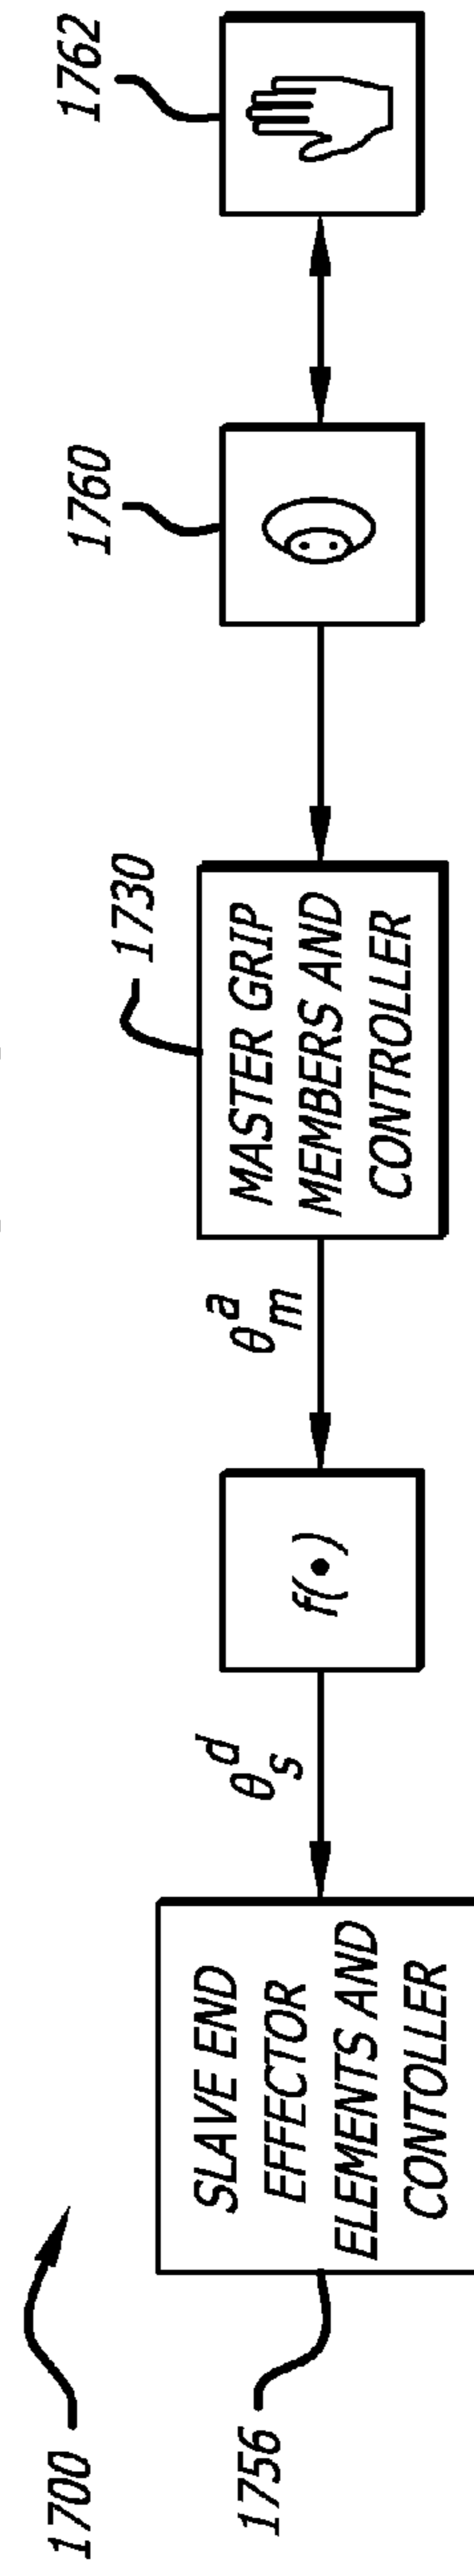 1700
1756
SLAVE END
EFFECTOR
ELEMENTS AND
CONTOLLER
θ_s^d
f(•)
θ_m^a
1730
MASTER GRIP
MEMBERS AND
CONTROLLER
1760
1762